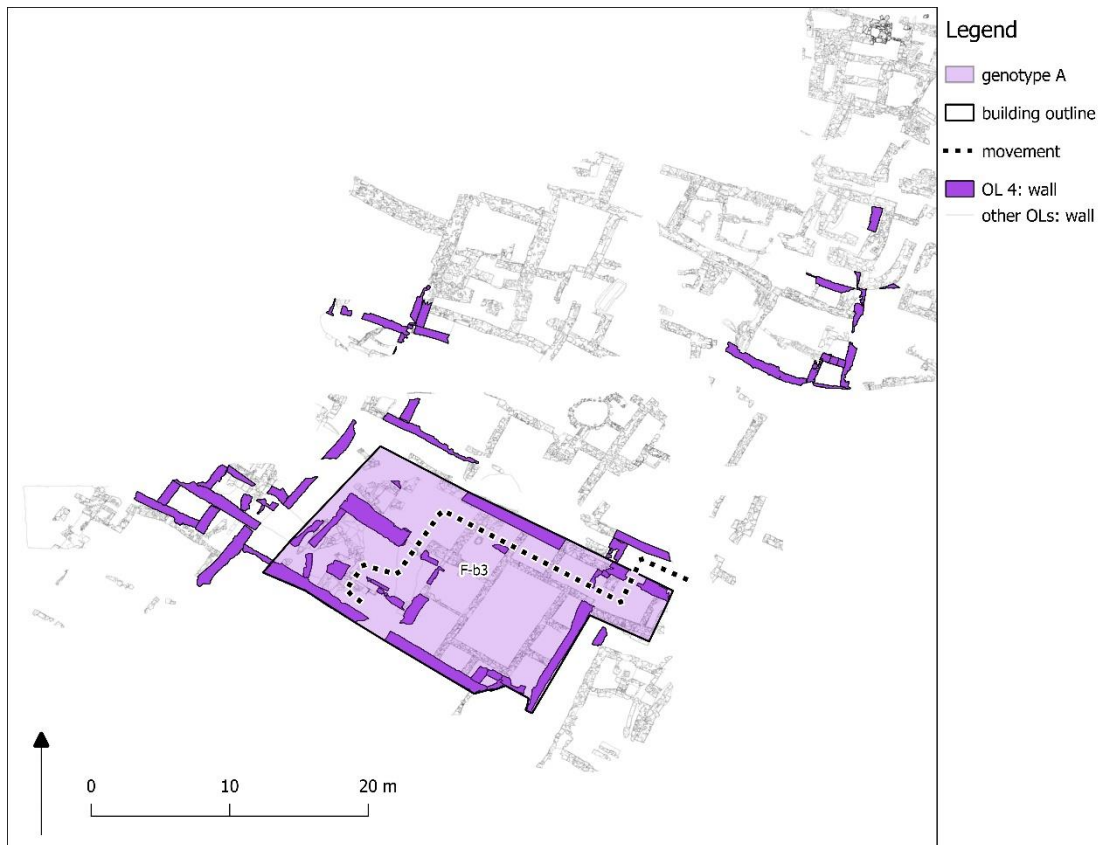 Legend
genotype A
building outline
movement
OL 4: wall
other OLs: wall
F-b3
0 10 20 m